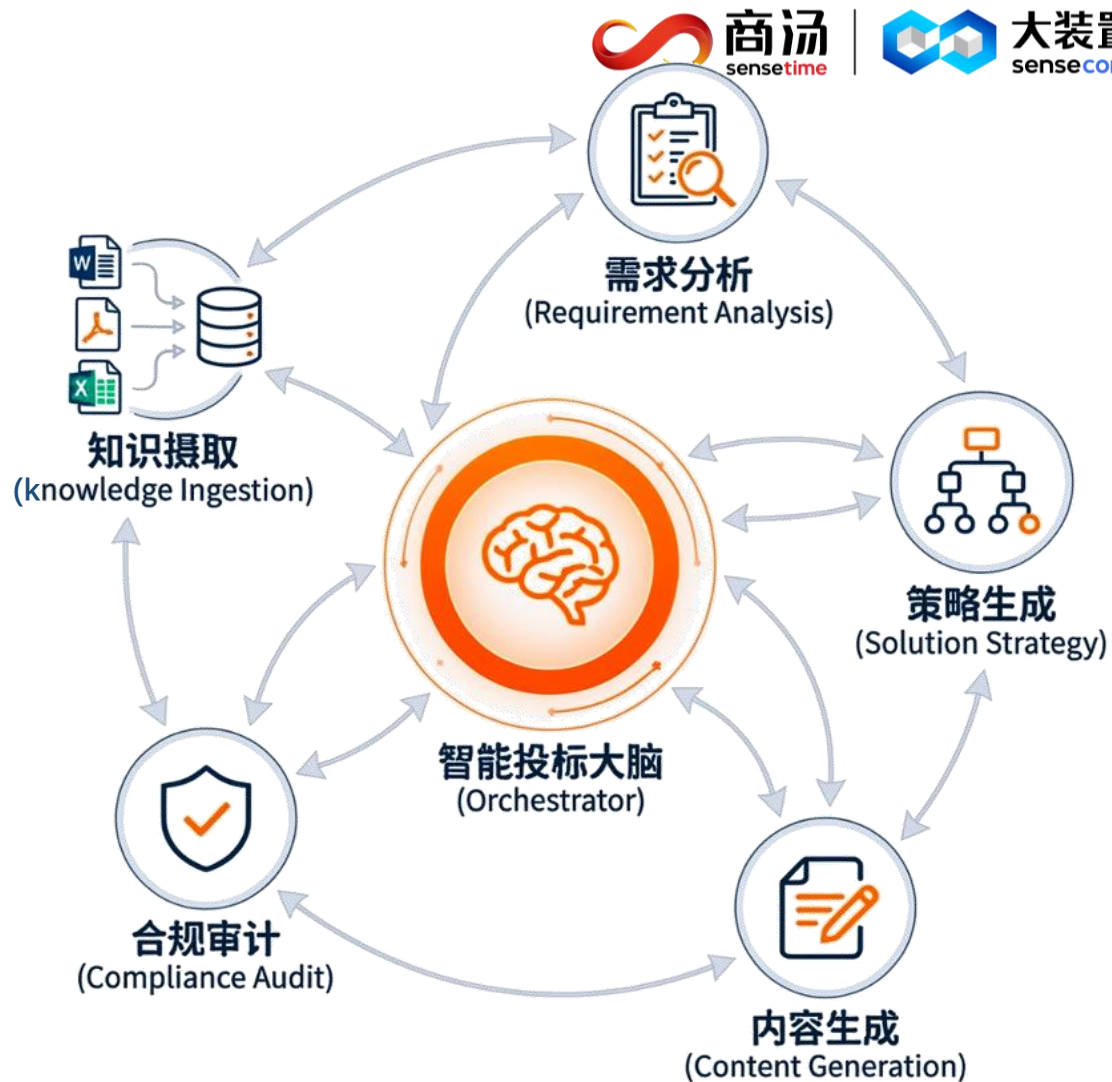 商汤
sensetime
大装置
sensecor
需求分析
(Requirement Analysis)
W
X
知识摄取
(knowledge Ingestion)
策略生成
(Solution Strategy)
智能投标大脑
(Orchestrator)
合规审计
(Compliance Audit)
内容生成
(Content Generation)